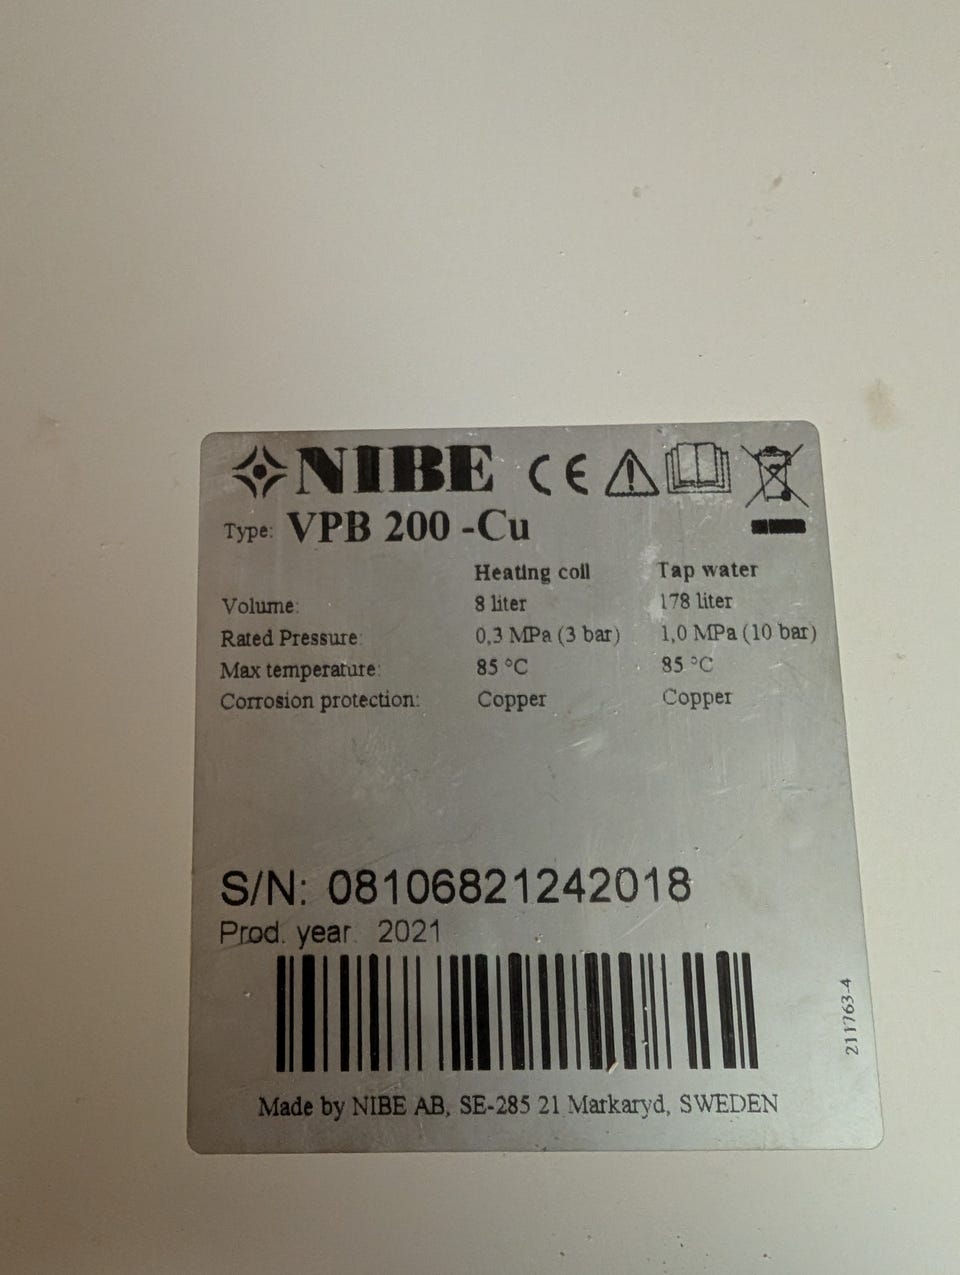 NIBE CE
Type: VPB 200 -Cu
Heating coil Tap water
Volume: 8 liter 178 liter
Rated Pressure: 0,3 MPa (3 bar) 1,0 MPa (10 bar)
Max temperature: 85 °C 85 °C
Corrosion protection: Copper Copper
S/N: 08106821242018
Prod. year: 2021
211763-4
Made by NIBE AB, SE-285 21 Markaryd, SWEDEN